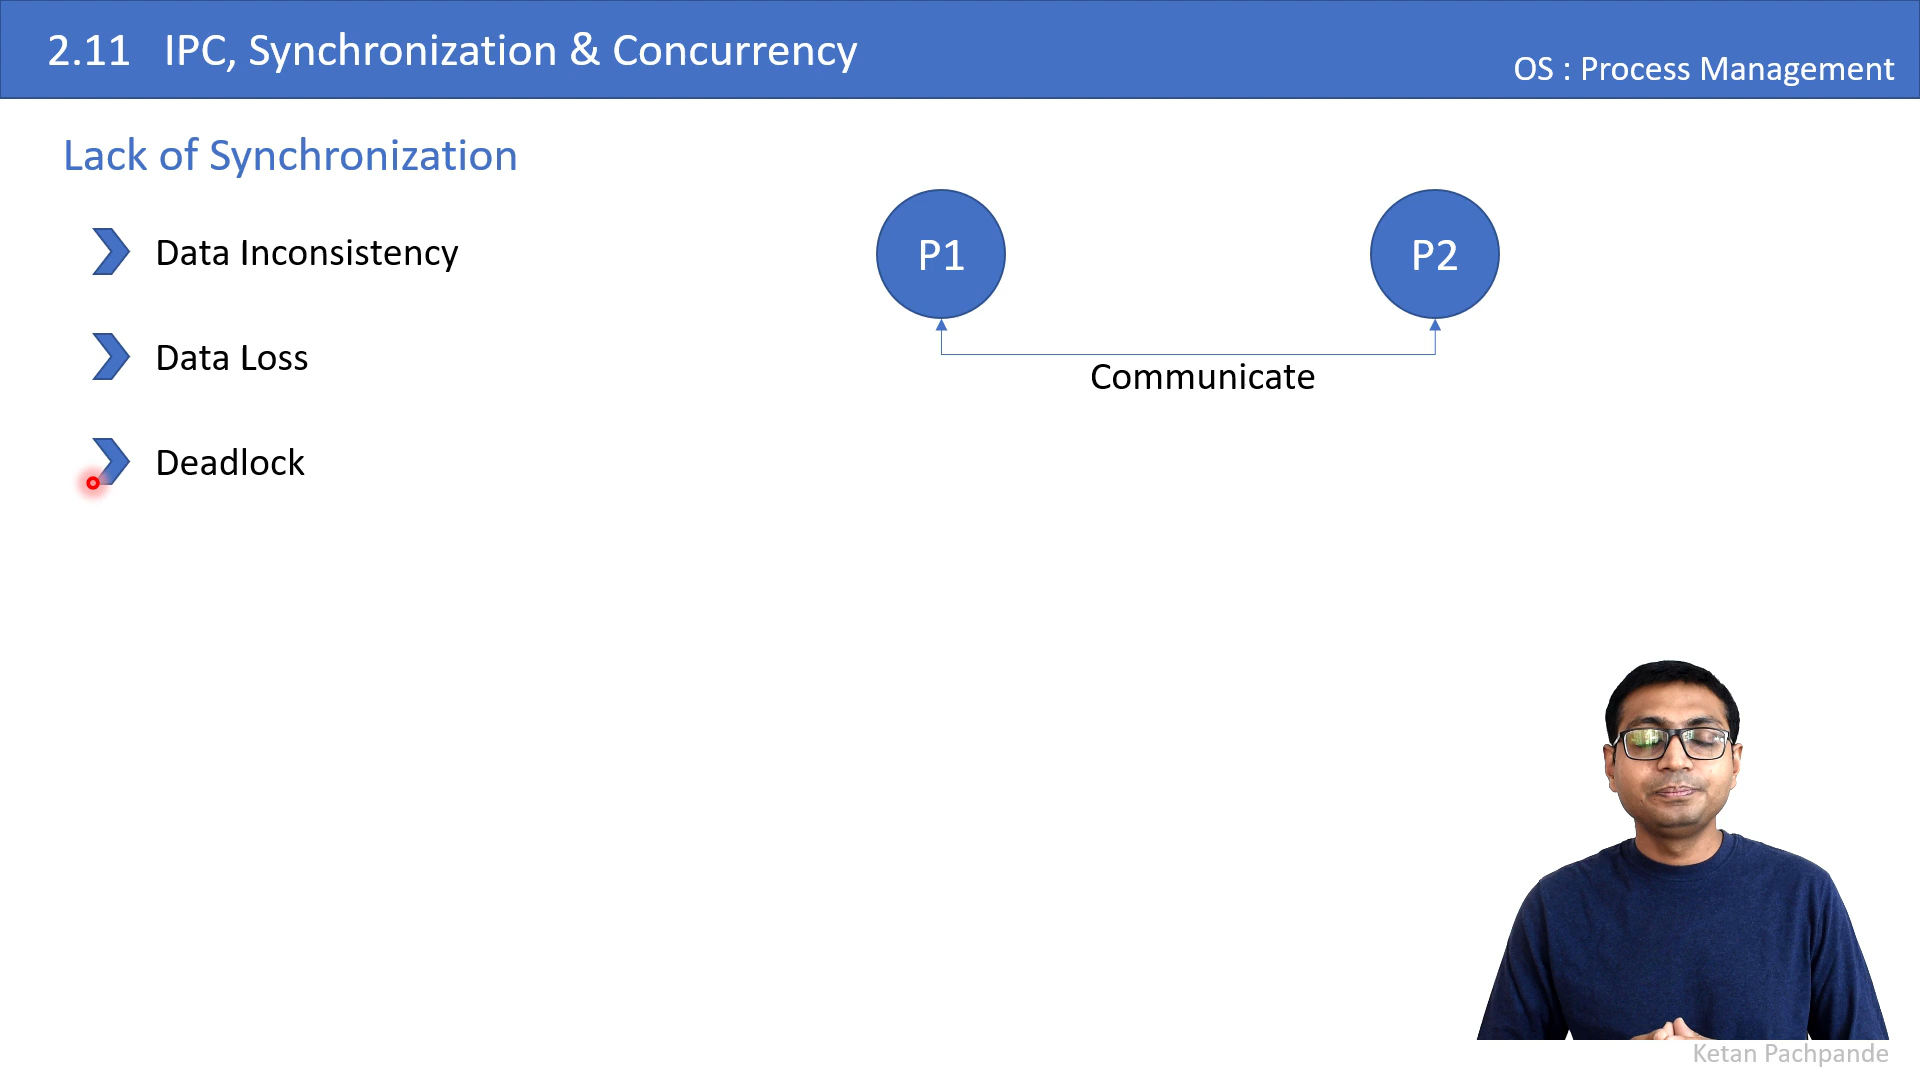 2.11 IPC, Synchronization & Concurrency
OS : Process Management
Lack of Synchronization
Data Inconsistency
Data Loss
Deadlock
P1
P2
Communicate
Ketan Pachpande